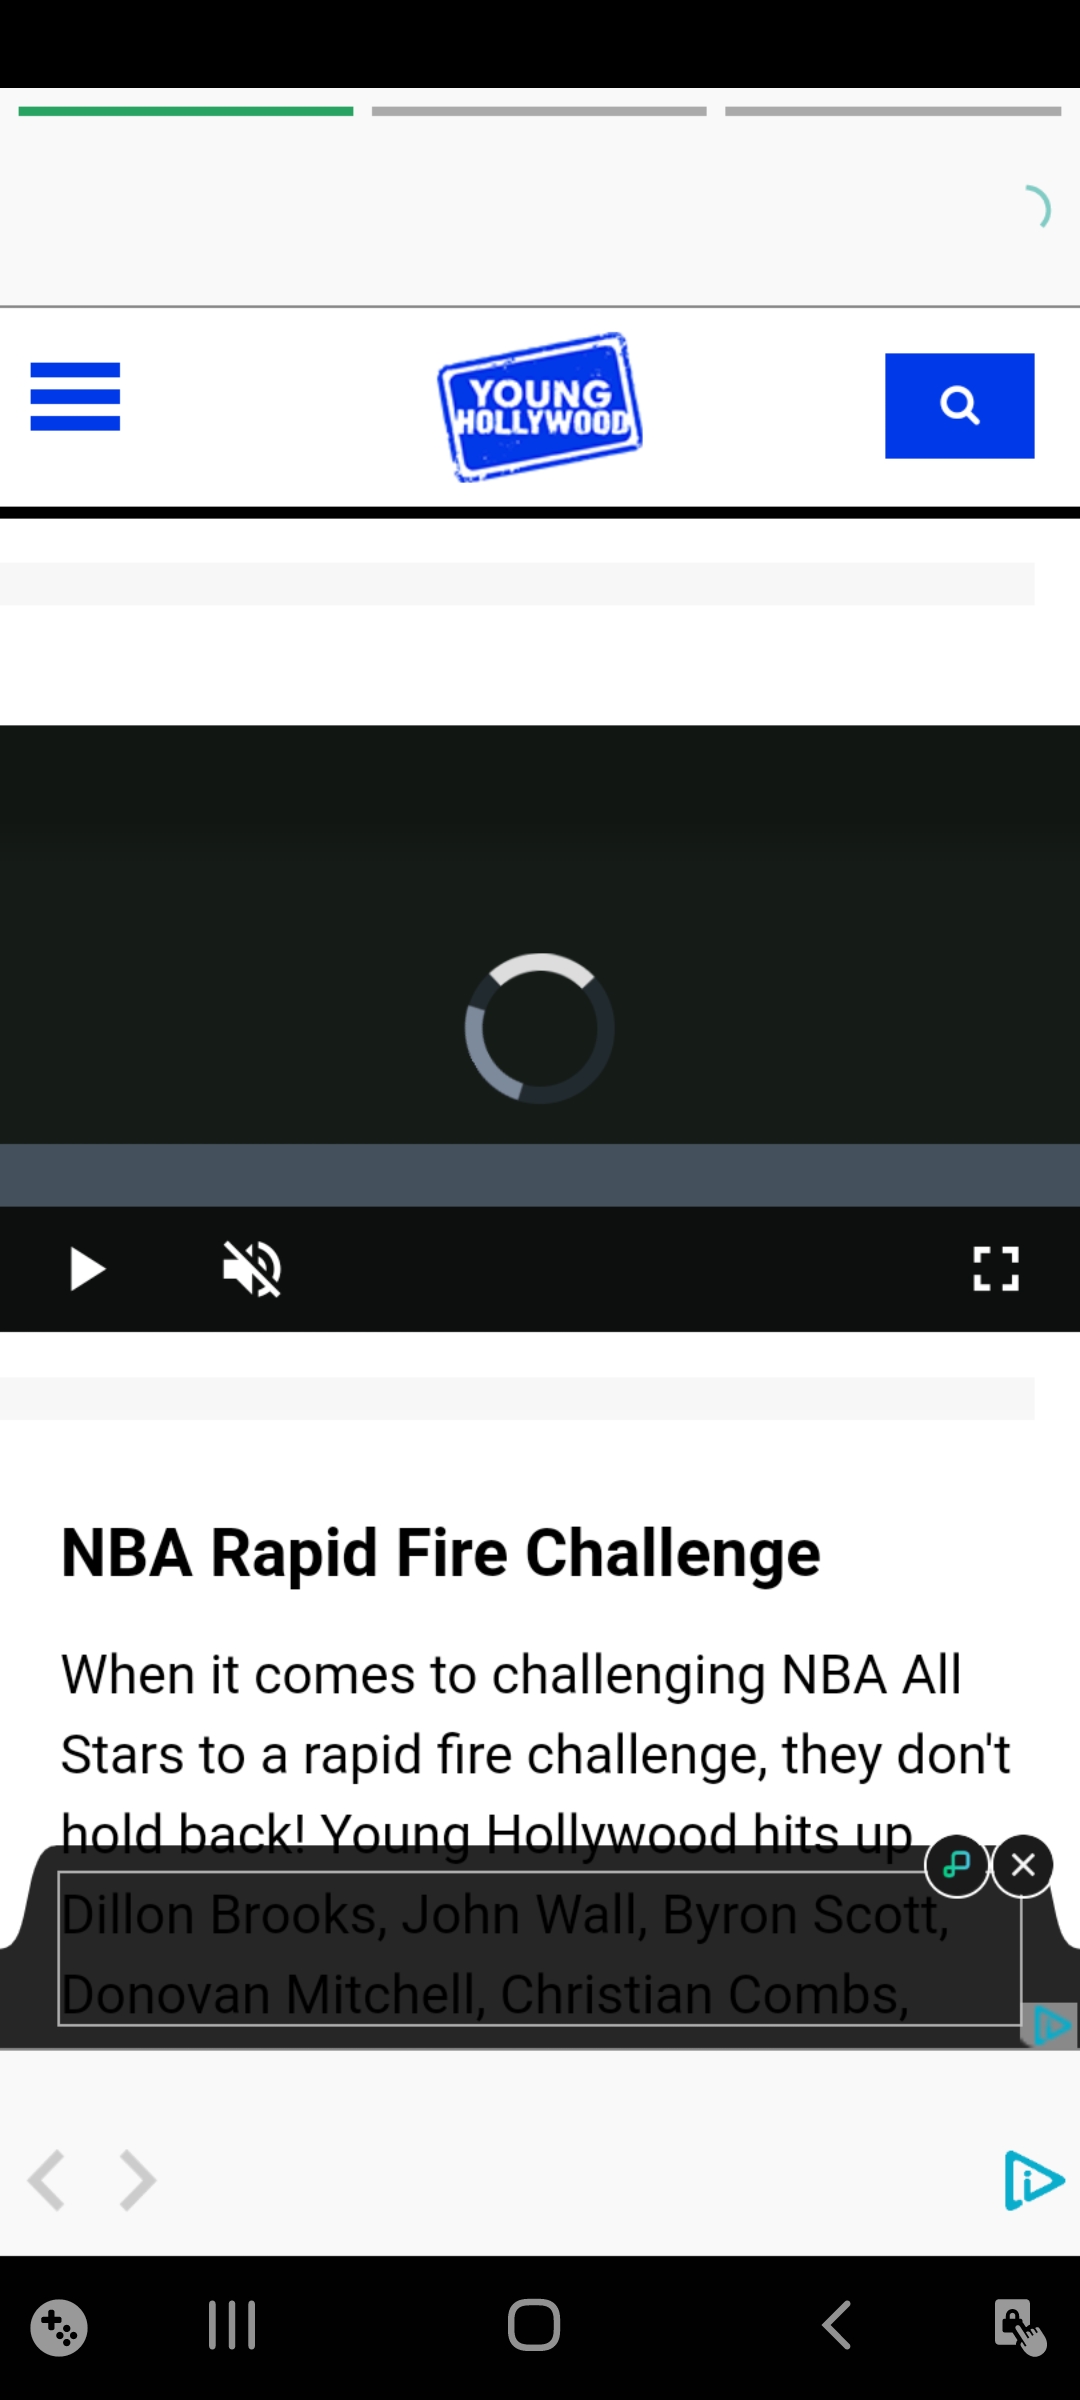 YOUNG
HOLLYWOOD
NBA Rapid Fire Challenge
When it comes to challenging NBA All
Stars to a rapid fire challenge, they don't
hold back! Young Hollywood hits up
Dillon Brooks, John Wall, Byron Scott,
Donovan Mitchell, Christian Combs,